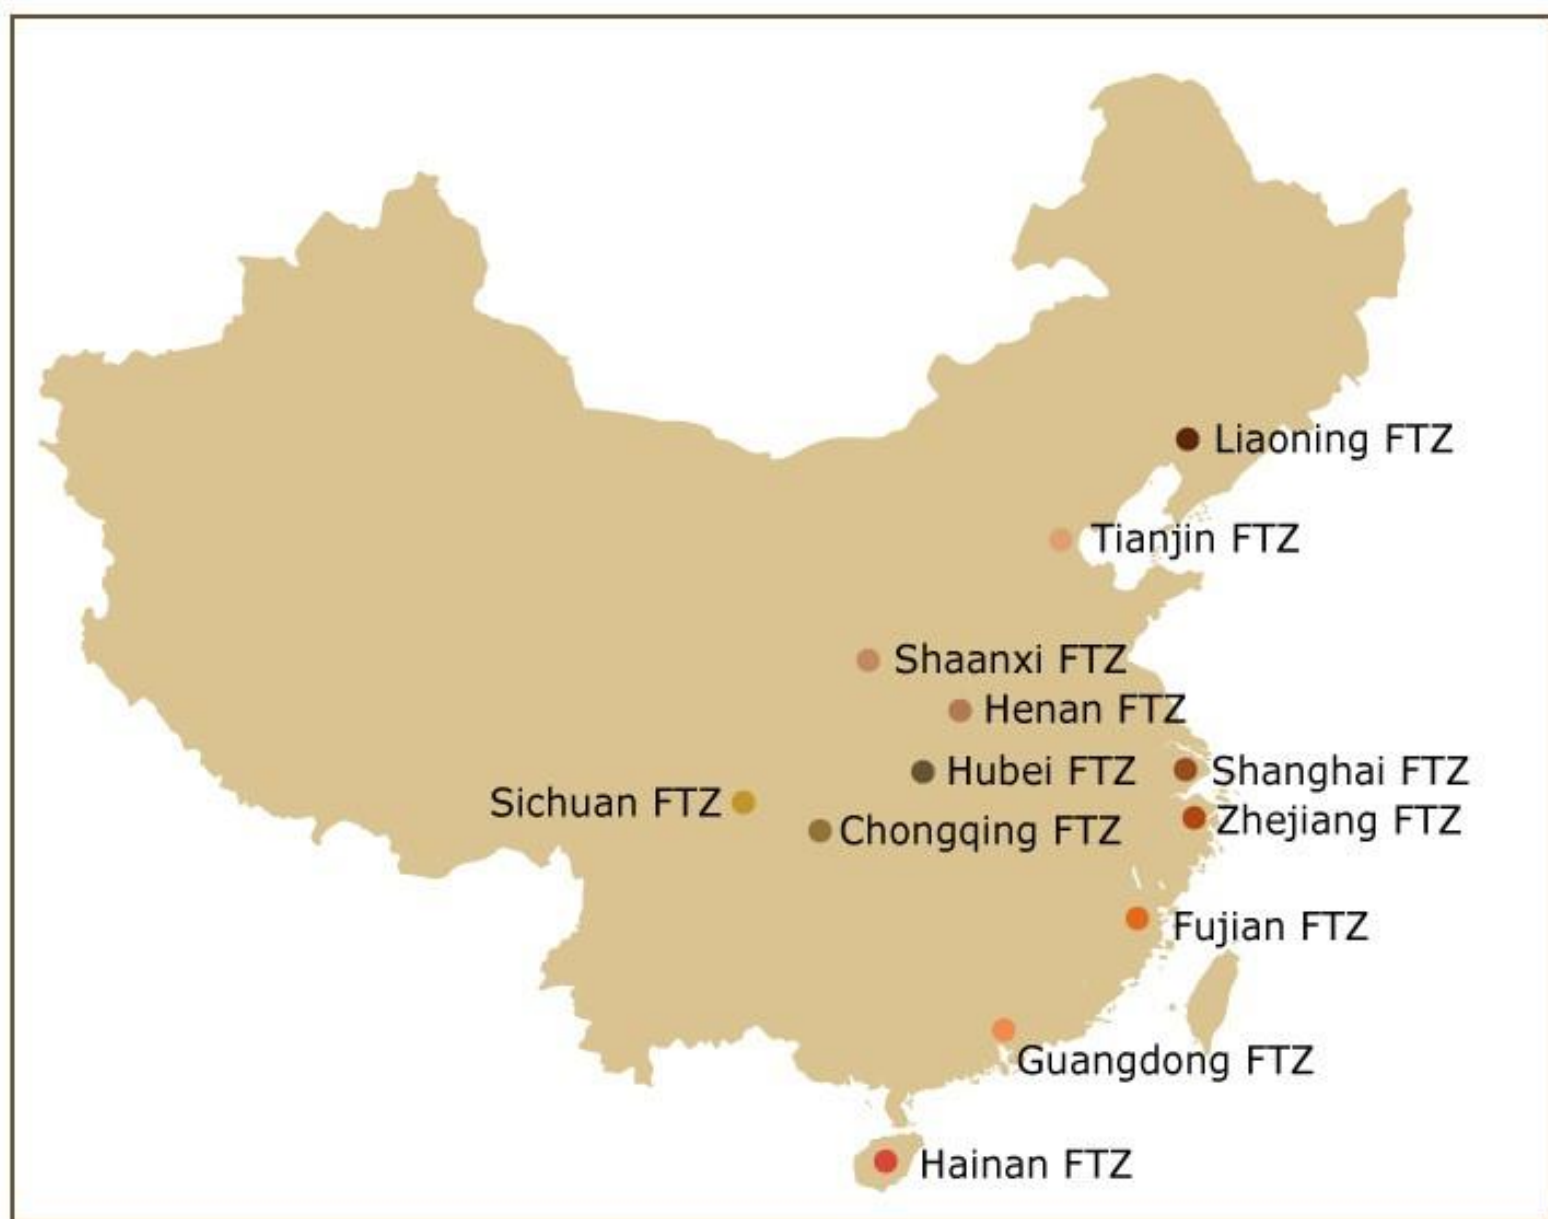 Liaoning FTZ
Tianjin FTZ
Shaanxi FTZ
Henan FTZ
Hubei FTZ
Shanghai FTZ
Sichuan FTZ
Chongqing FTZ
Zhejiang FTZ
Fujian FTZ
Guangdong FTZ
Hainan FTZ